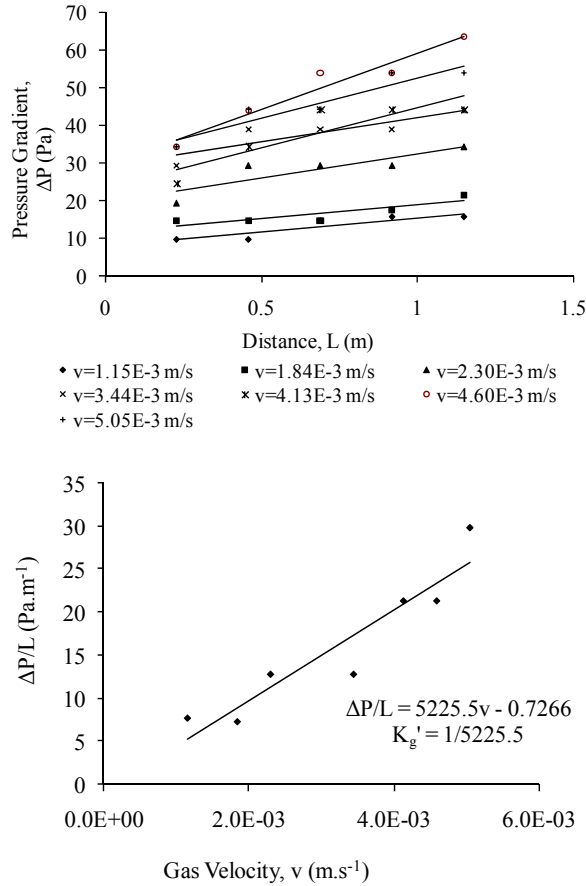 70
60
50
40
30
20
10
0
Pressure Gradient,
ΔP (Pa)
0 0.5 1 1.5
Distance, L (m)
v=1.15E-3 m/s v=1.84E-3 m/s v=2.30E-3 m/s
v=3.44E-3 m/s v=4.13E-3 m/s v=4.60E-3 m/s
v=5.05E-3 m/s
35
30
25
20
15
10
5
0
ΔP/L (Pa.m⁻¹)
ΔP/L = 5225.5v - 0.7266
Kg' = 1/5225.5
0.0E+00 2.0E-03 4.0E-03 6.0E-03
Gas Velocity, v (m.s⁻¹)